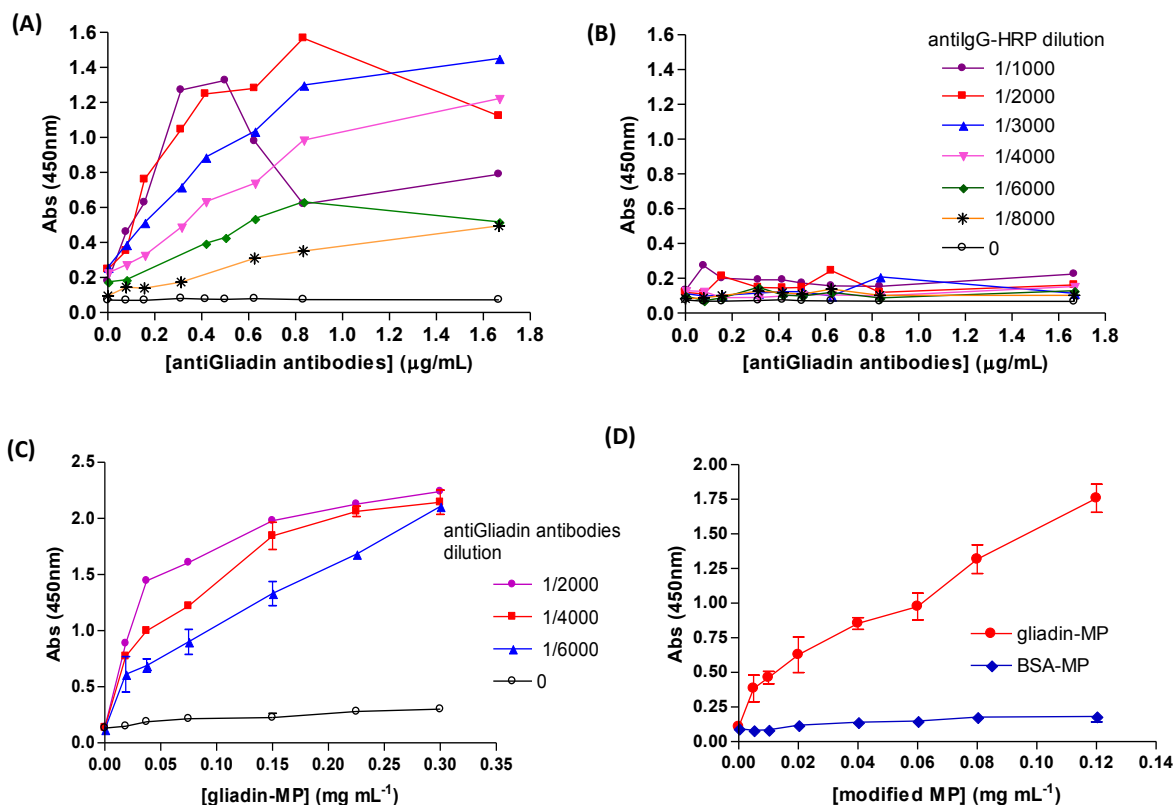 (A)
Abs (450nm)
1.6
1.4
1.2
1.0
0.8
0.6
0.4
0.2
0.0
0.0 0.2 0.4 0.6 0.8 1.0 1.2 1.4 1.6 1.8
[antiGliadin antibodies] (μg/mL)
(B)
Abs (450nm)
1.6
1.4
1.2
1.0
0.8
0.6
0.4
0.2
0.0
0.0 0.2 0.4 0.6 0.8 1.0 1.2 1.4 1.6 1.8
[antiGliadin antibodies] (μg/mL)
antiIgG-HRP dilution
1/1000
1/2000
1/3000
1/4000
1/6000
1/8000
0
(C)
Abs (450nm)
2.5
2.0
1.5
1.0
0.5
0.0
0.00 0.05 0.10 0.15 0.20 0.25 0.30 0.35
[gliadin-MP] (mg mL-1)
antiGliadin antibodies
dilution
1/2000
1/4000
1/6000
0
(D)
Abs (450nm)
2.00
1.75
1.50
1.25
1.00
0.75
0.50
0.25
0.00
0.00 0.02 0.04 0.06 0.08 0.10 0.12 0.14
[modified MP] (mg mL-1)
gliadin-MP
BSA-MP